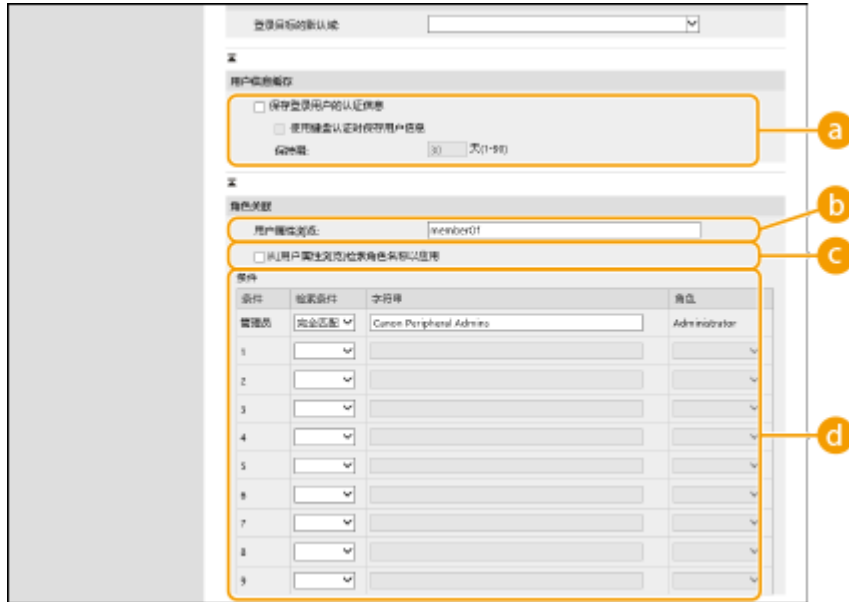 登录目标的默认域:
用户信息缓存
保存登录用户的认证信息
使用键盘认证时保存用户信息
保持期: 30 天(1-90)
a
角色关联
b
用户属性浏览: memberOf
c
从[用户属性浏览]检索角色名称以应用
条件
条件 检索条件 字符串 角色
管理员 完全匹配 Canon Peripheral Admins Administrator
1
2
3
4
d
5
6
7
8
9